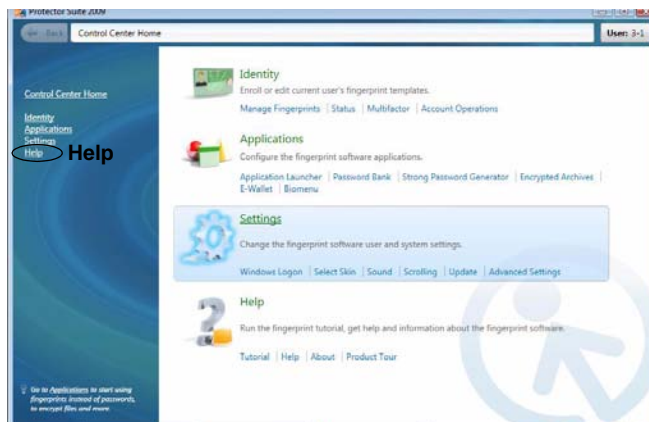 Protector Suite 2009
Back
Control Center Home
User: 3-1
Control Center Home
Identity
Applications
Settings
Help
Help
Identity
Enroll or edit current user's fingerprint templates.
Manage Fingerprints | Status | Multifactor | Account Operations
Applications
Configure the fingerprint software applications.
Application Launcher | Password Bank | Strong Password Generator | Encrypted Archives |
E-Wallet | Biomenu
Settings
Change the fingerprint software user and system settings.
Windows Logon | Select Skin | Sound | Scrolling | Update | Advanced Settings
Help
Run the fingerprint tutorial, get help and information about the fingerprint software.
Tutorial | Help | About | Product Tour
Go to Applications to start using
fingerprints instead of passwords,
to encrypt files and more.